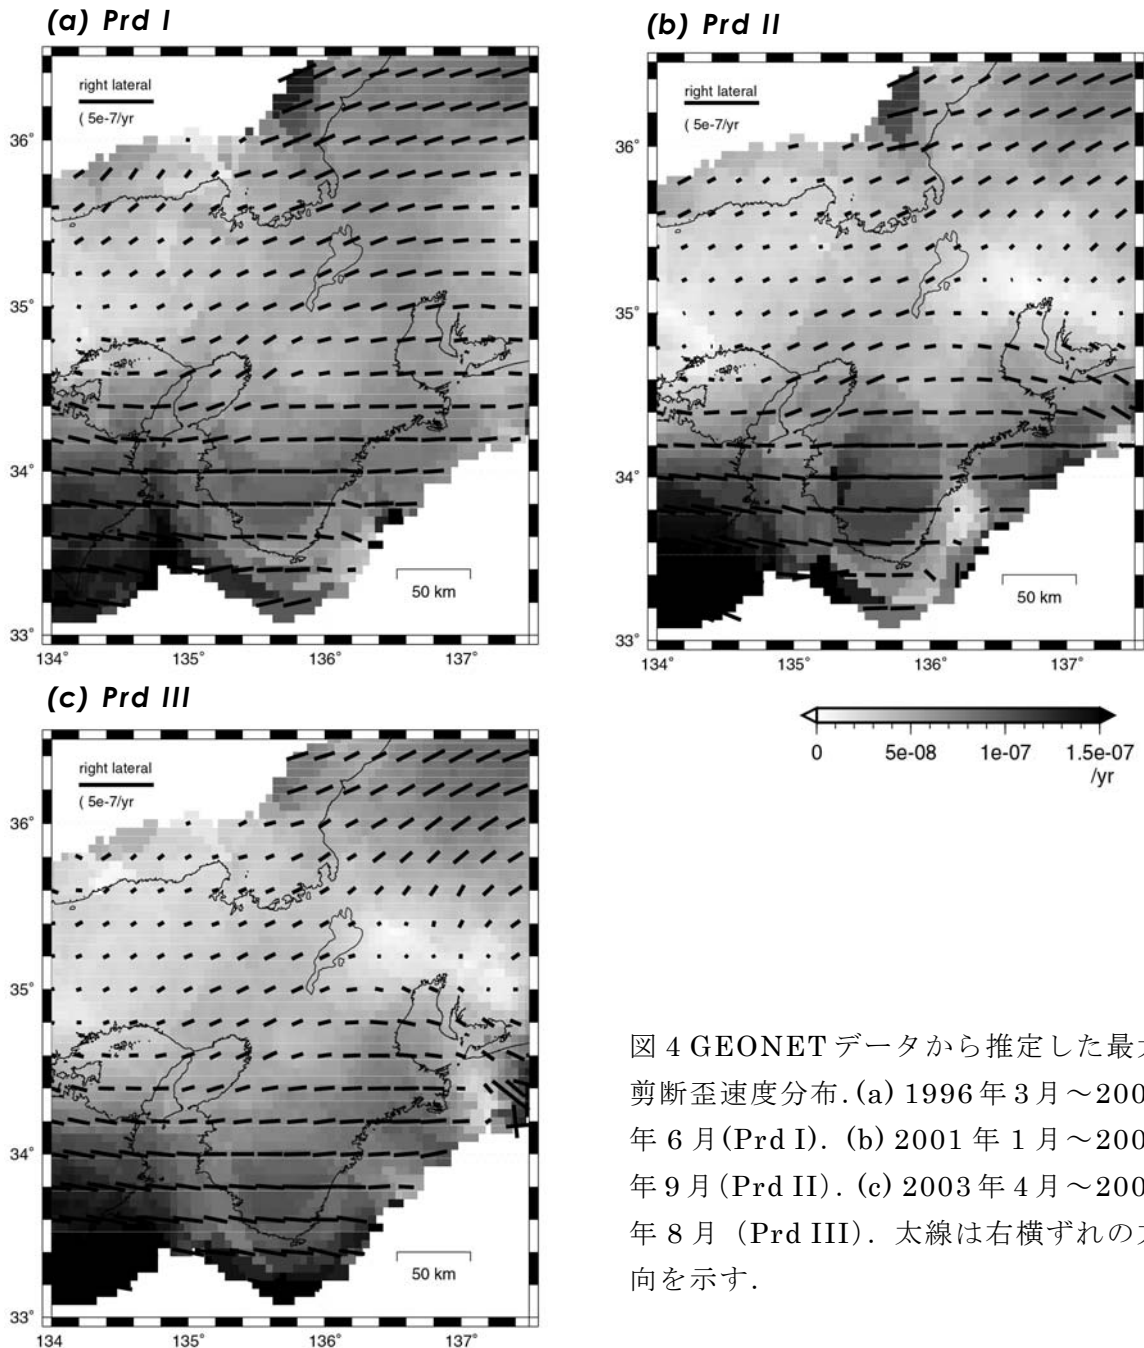 (a) Prd I
right lateral
( 5e-7/yr
36°
35°
34°
33°
50 km
134°
135°
136°
137°
(b) Prd II
right lateral
( 5e-7/yr
36°
35°
34°
33°
50 km
134°
135°
136°
137°
0
5e-08
1e-07
1.5e-07
/yr
(c) Prd III
right lateral
( 5e-7/yr
36°
35°
34°
33°
50 km
134°
135°
136°
137°
図 4 GEONET データから推定した最
剪断歪速度分布. (a) 1996 年 3 月～200
年 6 月(Prd I). (b) 2001 年 1 月～200
年 9 月(Prd II). (c) 2003 年 4 月～200
年 8 月 (Prd III). 太線は右横ずれの
向を示す.